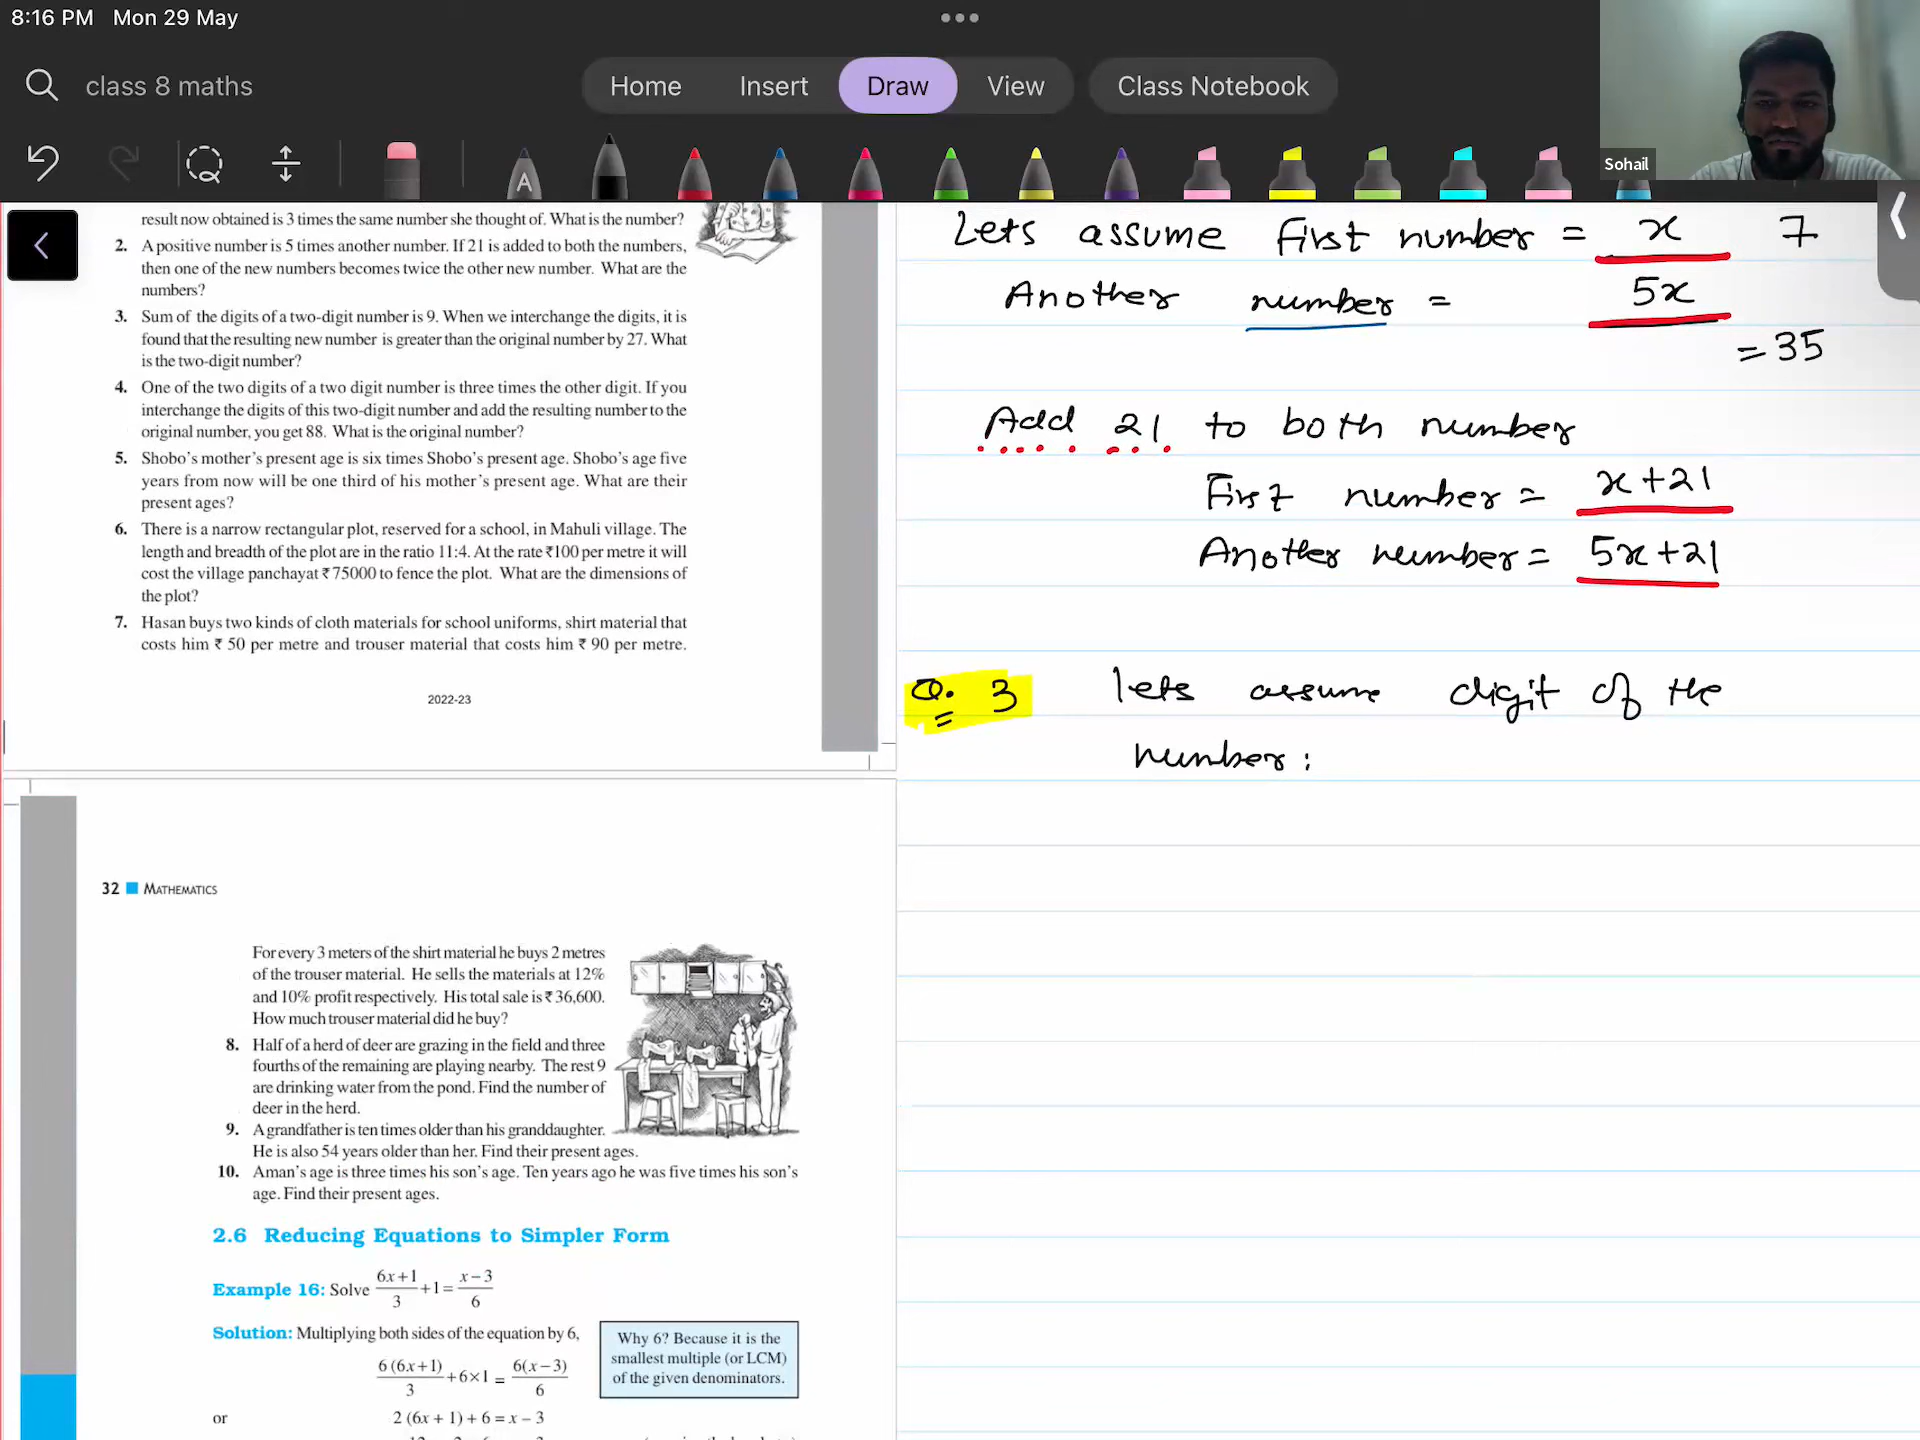 8:16 PM Mon 29 May
class 8 maths
Home Insert Draw View Class Notebook
A
Sohail
result now obtained is 3 times the same number she thought of. What is the number?
2. A positive number is 5 times another number. If 21 is added to both the numbers,
then one of the new numbers becomes twice the other new number. What are the
numbers?
3. Sum of the digits of a two-digit number is 9. When we interchange the digits, it is
found that the resulting new number is greater than the original number by 27. What
is the two-digit number?
4. One of the two digits of a two digit number is three times the other digit. If you
interchange the digits of this two-digit number and add the resulting number to the
original number, you get 88. What is the original number?
5. Shobo's mother's present age is six times Shobo's present age. Shobo's age five
years from now will be one third of his mother's present age. What are their
present ages?
6. There is a narrow rectangular plot, reserved for a school, in Mahuli village. The
length and breadth of the plot are in the ratio 11:4. At the rate ₹100 per metre it will
cost the village panchayat ₹75000 to fence the plot. What are the dimensions of
the plot?
7. Hasan buys two kinds of cloth materials for school uniforms, shirt material that
costs him ₹ 50 per metre and trouser material that costs him ₹ 90 per metre.
2022-23
32 MATHEMATICS
For every 3 meters of the shirt material he buys 2 metres
of the trouser material. He sells the materials at 12%
and 10% profit respectively. His total sale is ₹ 36,600.
How much trouser material did he buy?
8. Half of a herd of deer are grazing in the field and three
fourths of the remaining are playing nearby. The rest 9
are drinking water from the pond. Find the number of
deer in the herd.
9. A grandfather is ten times older than his granddaughter.
He is also 54 years older than her. Find their present ages.
10. Aman's age is three times his son's age. Ten years ago he was five times his son's
age. Find their present ages.
2.6 Reducing Equations to Simpler Form
Example 16: Solve (6x+1)/3 + 1 = (x−3)/6
Solution: Multiplying both sides of the equation by 6,
6(6x+1)/3 + 6×1 = 6(x−3)/6
or 2 (6x + 1) + 6 = x – 3
Why 6? Because it is the
smallest multiple (or LCM)
of the given denominators.
Lets assume First number = x 7
Another number = 5x
= 35
Add 21 to both number
First number = x+21
Another number = 5x+21
Q. 3 lets assume digit of the
number :